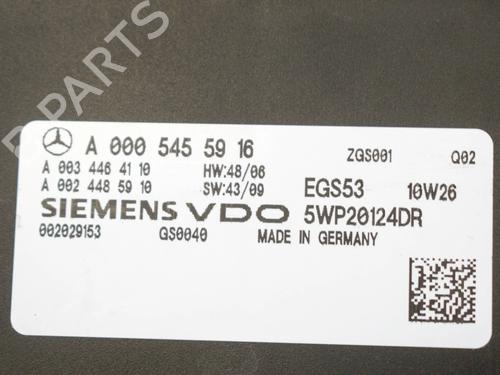 B PARTS
A 000 545 59 16
ZGS001 Q02
A 003 446 41 10 HW:48/06
A 002 448 59 10 SW:43/09 EGS53 10W26
SIEMENS VDO 5WP20124DR
002029153 GS0040 MADE IN GERMANY